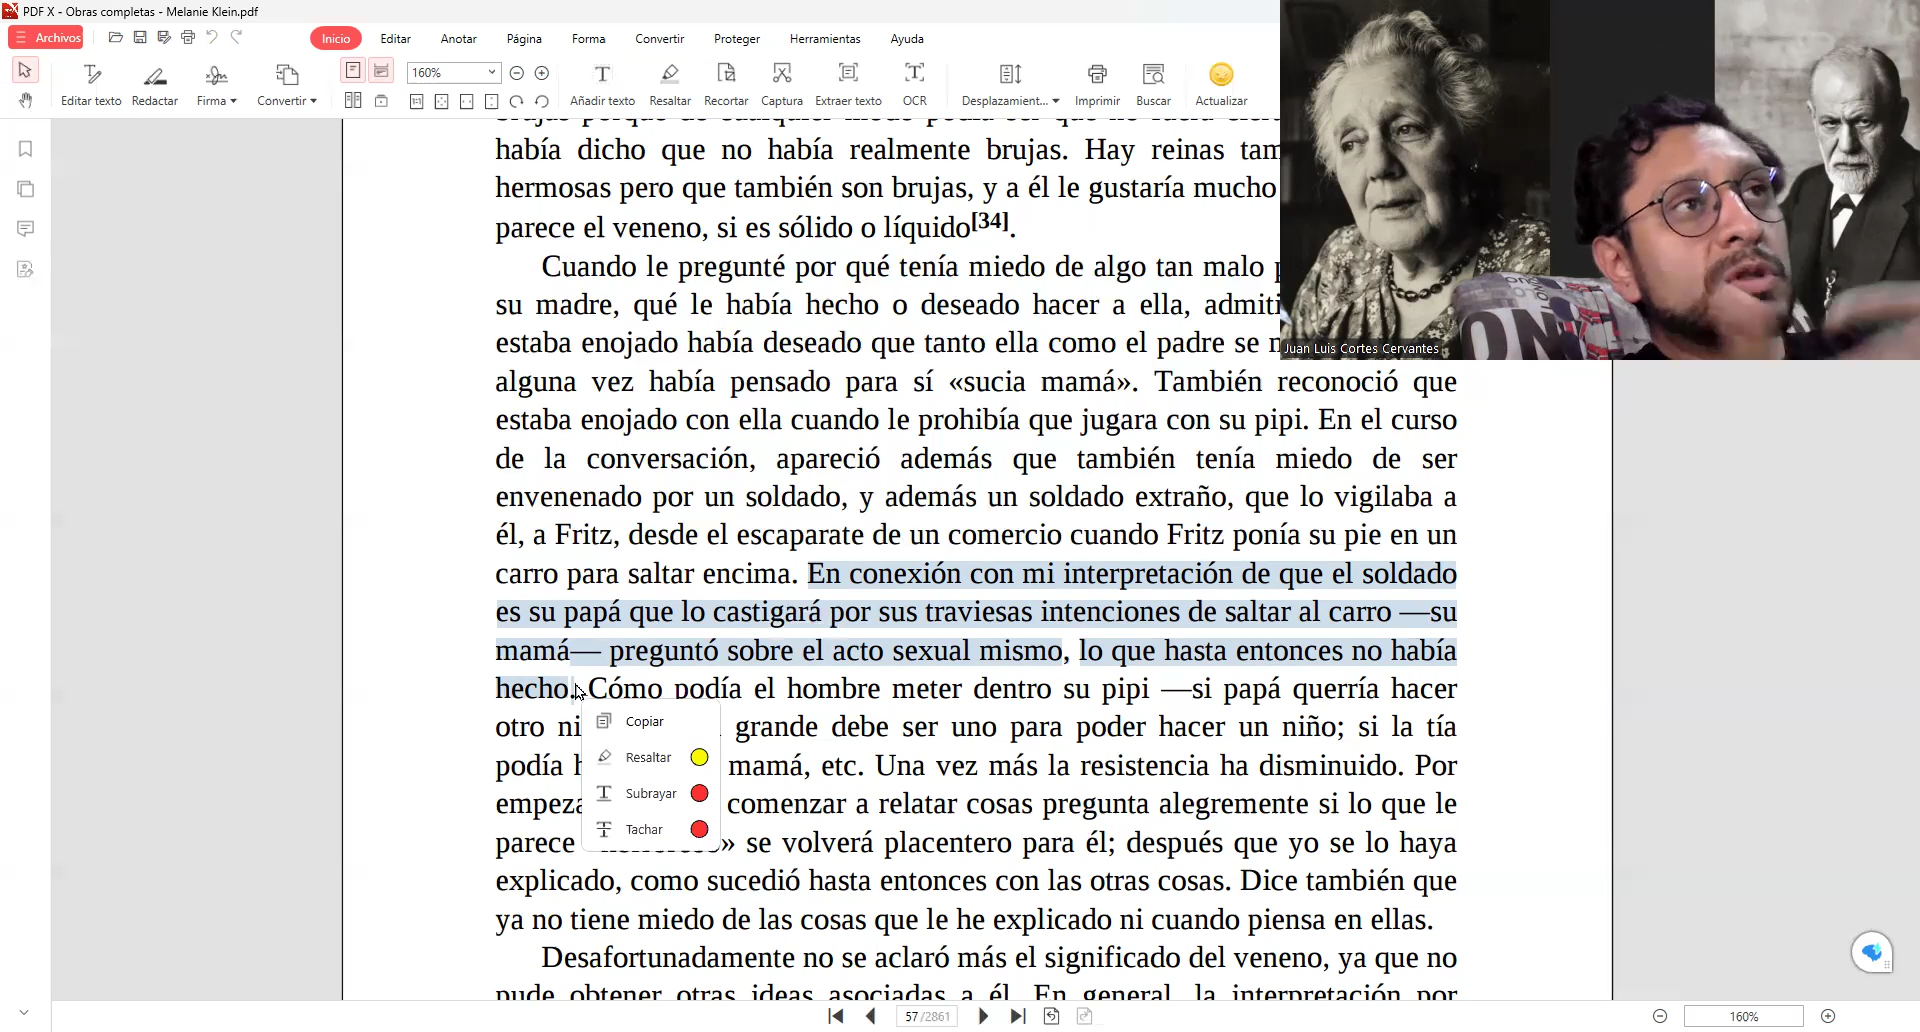 PDF X - Obras completas - Melanie Klein.pdf
Archivos
Inicio Editar Anotar Página Forma Convertir Proteger Herramientas Ayuda
160%
Editar texto Redactar Firma Convertir Añadir texto Resaltar Recortar Captura Extraer texto OCR Desplazamient... Imprimir Buscar Actualizar
había dicho que no había realmente brujas. Hay reinas
hermosas pero que también son brujas, y a él le gustaría mucho
parece el veneno, si es sólido o líquido[34].
Cuando le pregunté por qué tenía miedo de algo tan malo
su madre, qué le había hecho o deseado hacer a ella,
estaba enojado había deseado que tanto ella como el padre se
alguna vez había pensado para sí «sucia mamá». También reconoció que
estaba enojado con ella cuando le prohibía que jugara con su pipi. En el curso
de la conversación, apareció además que también tenía miedo de ser
envenenado por un soldado, y además un soldado extraño, que lo vigilaba a
él, a Fritz, desde el escaparate de un comercio cuando Fritz ponía su pie en un
carro para saltar encima. En conexión con mi interpretación de que el soldado
es su papá que lo castigará por sus traviesas intenciones de saltar al carro —su
mamá— preguntó sobre el acto sexual mismo, lo que hasta entonces no había
hecho. Cómo podía el hombre meter dentro su pipi —si papá querría hacer
otro grande debe ser uno para poder hacer un niño; si la tía
podía mamá, etc. Una vez más la resistencia ha disminuido. Por
comenzar a relatar cosas pregunta alegremente si lo que le
parece » se volverá placentero para él; después que yo se lo haya
explicado, como sucedió hasta entonces con las otras cosas. Dice también que
ya no tiene miedo de las cosas que le he explicado ni cuando piensa en ellas.
Desafortunadamente no se aclaró más el significado del veneno, ya que no
pude obtener otras ideas asociadas a él. En general, la interpretación por
Copiar
Resaltar
Subrayar
Tachar
Juan Luis Cortes Cervantes
57 /2861
160%